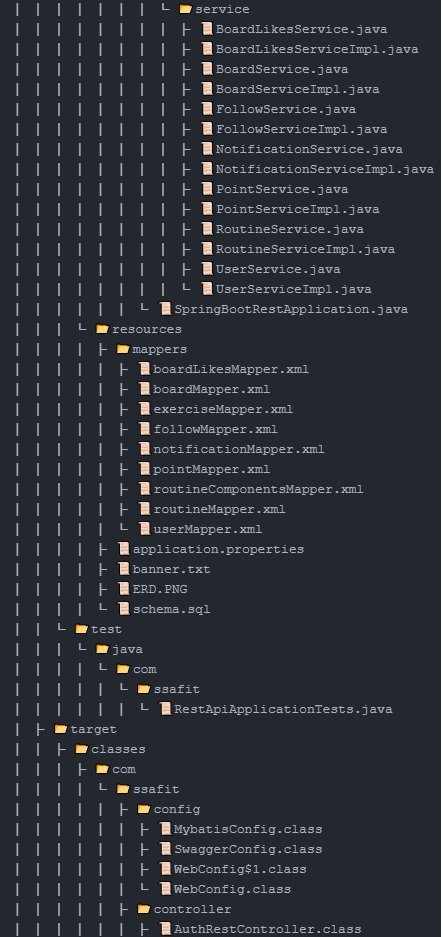 service
BoardLikesService.java
BoardLikesServiceImpl.java
BoardService.java
BoardServiceImpl.java
FollowService.java
FollowServiceImpl.java
NotificationService.java
NotificationServiceImpl.java
PointService.java
PointServiceImpl.java
RoutineService.java
RoutineServiceImpl.java
UserService.java
UserServiceImpl.java
SpringBootRestApplication.java
resources
mappers
boardLikesMapper.xml
boardMapper.xml
exerciseMapper.xml
followMapper.xml
notificationMapper.xml
pointMapper.xml
routineComponentsMapper.xml
routineMapper.xml
userMapper.xml
application.properties
banner.txt
ERD.PNG
schema.sql
test
java
com
ssafit
RestApiApplicationTests.java
target
classes
com
ssafit
config
MybatisConfig.class
SwaggerConfig.class
WebConfig$1.class
WebConfig.class
controller
AuthRestController.class